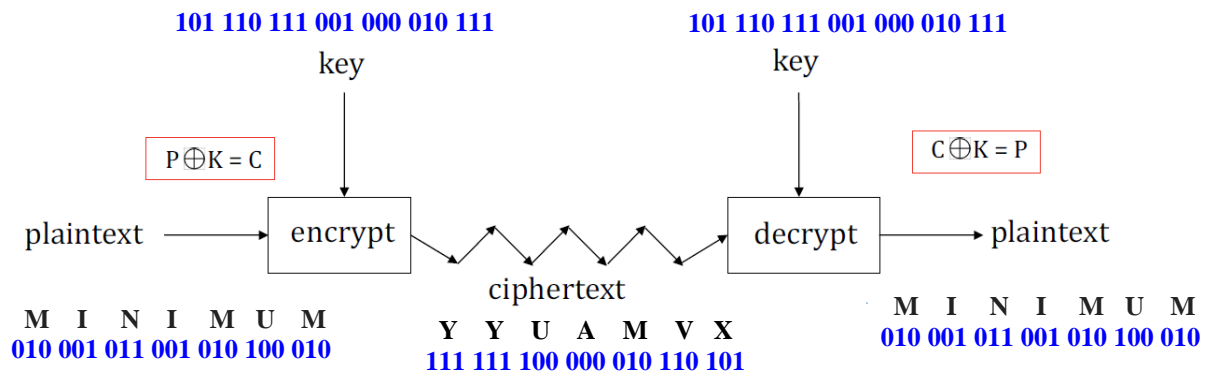 101 110 111 001 000 010 111
101 110 111 001 000 010 111
key
key
P⊕K = C
C⊕K = P
plaintext
encrypt
decrypt
plaintext
ciphertext
M I N I M U M
010 001 011 001 010 100 010
Y Y U A M V X
111 111 100 000 010 110 101
M I N I M U M
010 001 011 001 010 100 010